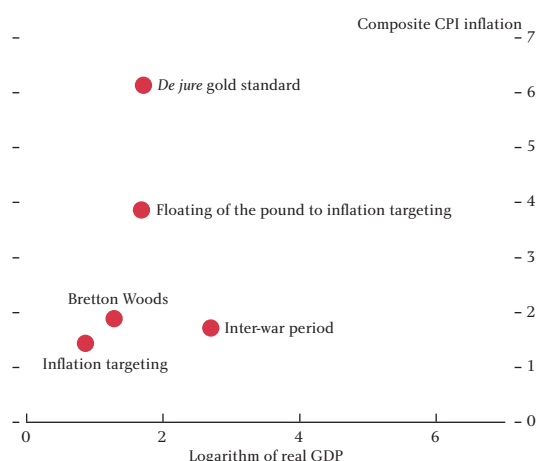 Composite CPI inflation
7
De jure gold standard
6
5
Floating of the pound to inflation targeting
4
3
Bretton Woods
2
Inter-war period
Inflation targeting
1
0
0 2 4 6
Logarithm of real GDP